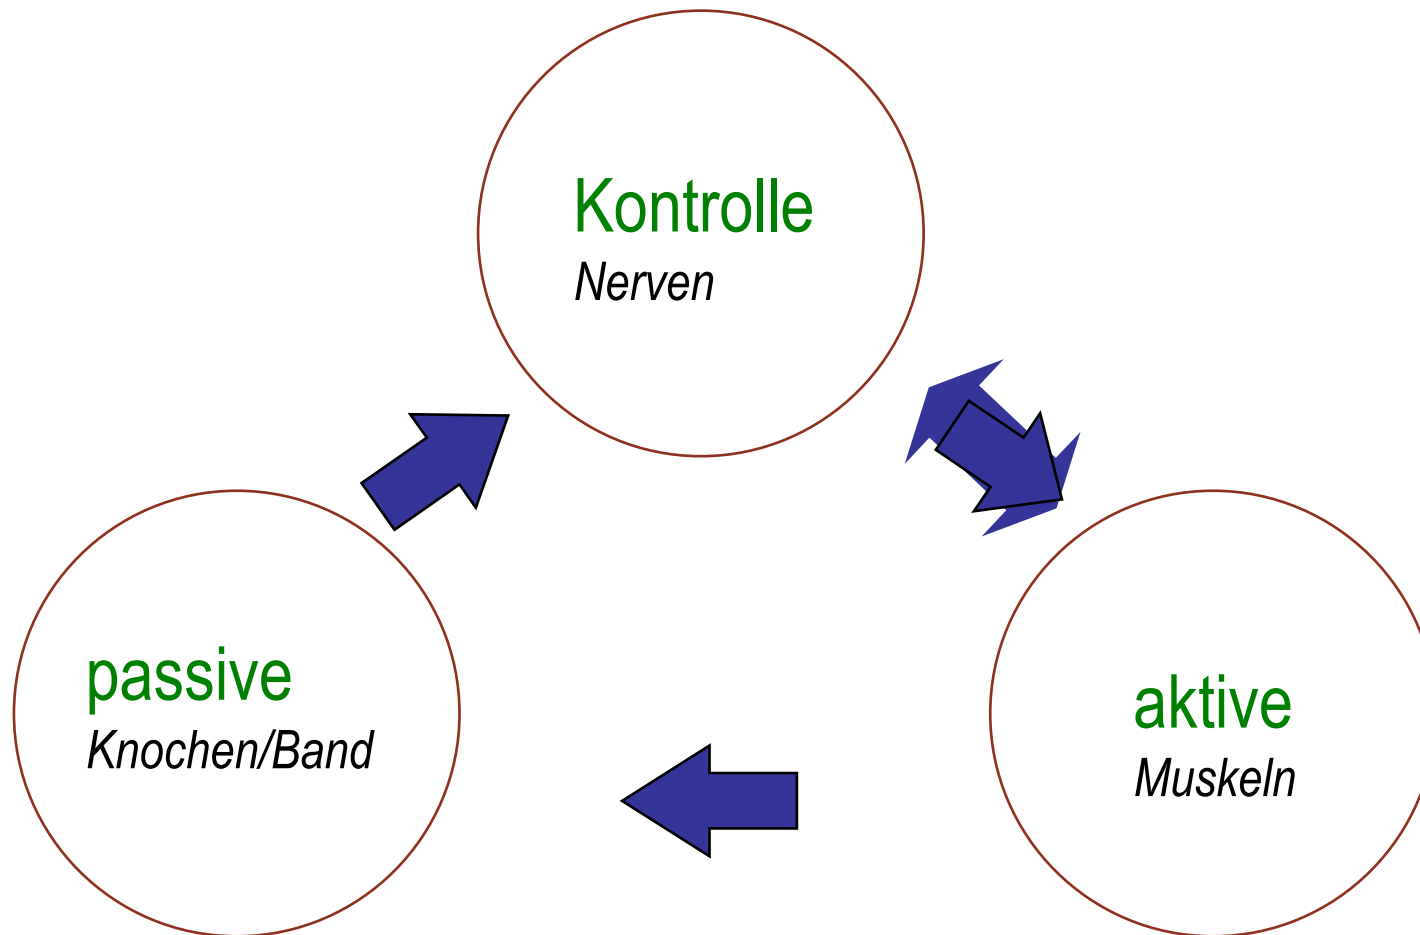 Kontrolle
Nerven
passive
Knochen/Band
aktive
Muskeln